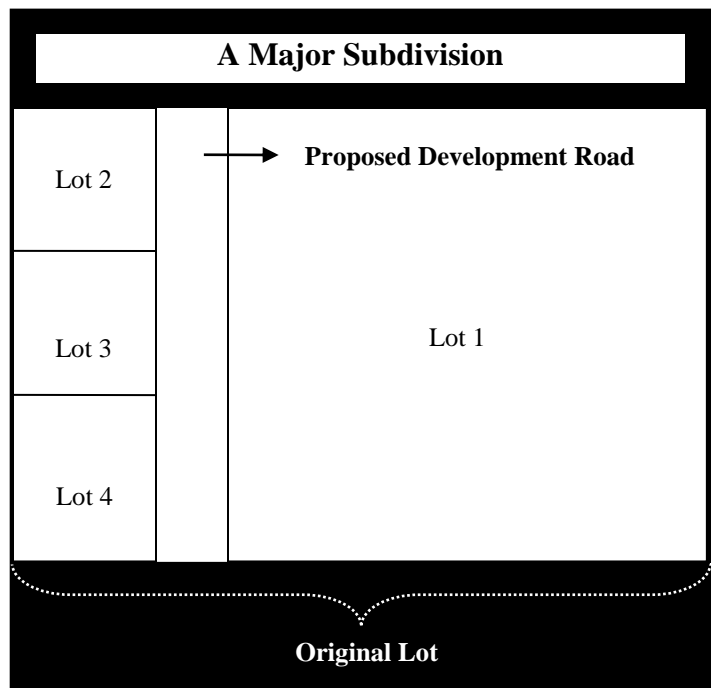 A Major Subdivision
Proposed Development Road
Lot 2
Lot 3
Lot 1
Lot 4
Original Lot